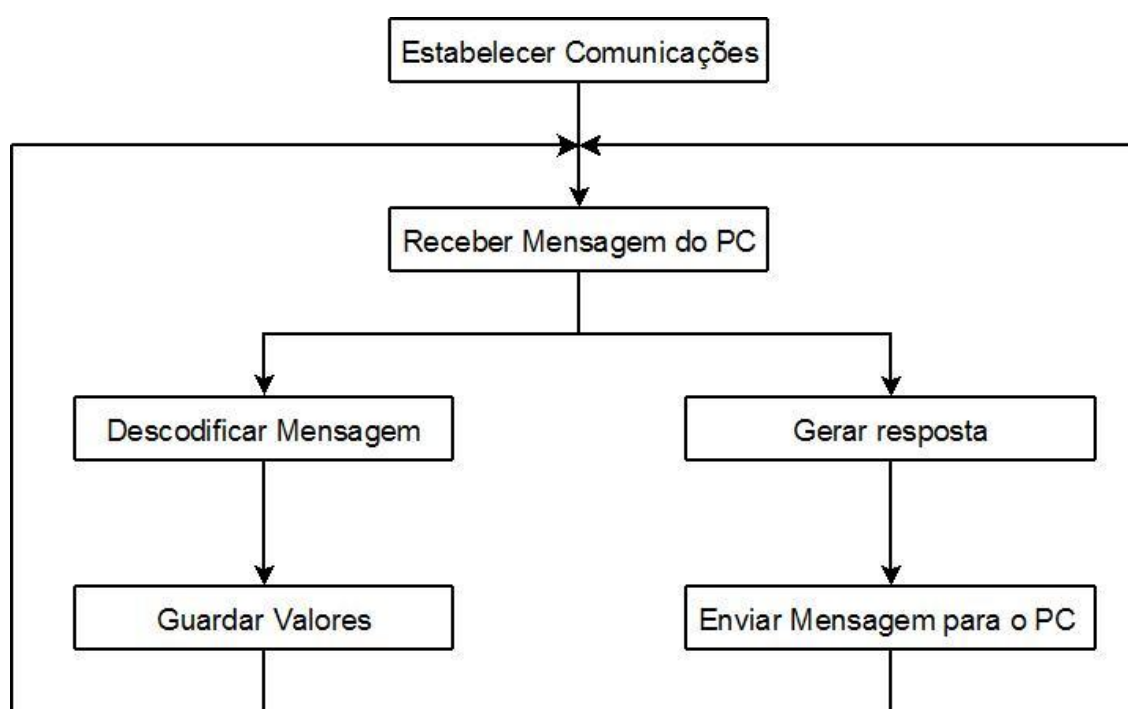 Estabelecer Comunicações
Receber Mensagem do PC
Descodificar Mensagem
Gerar resposta
Guardar Valores
Enviar Mensagem para o PC